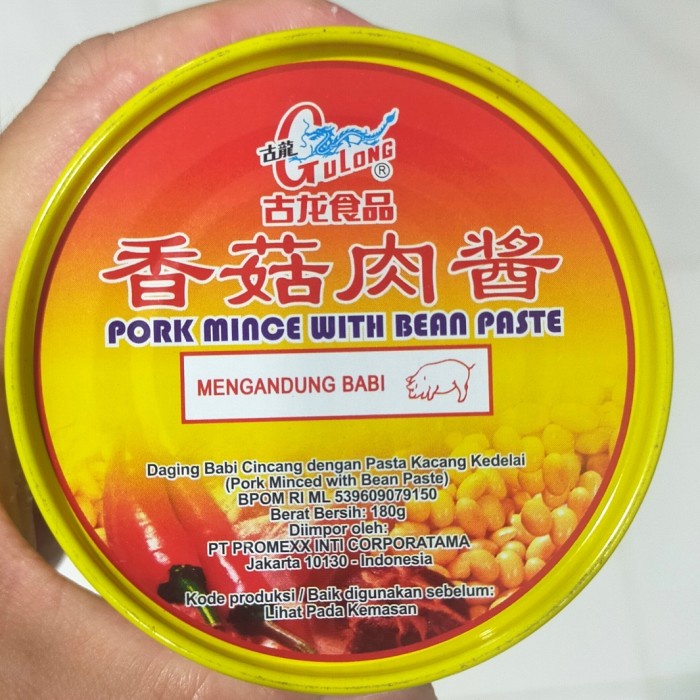 古龍 GULONG ®
古龙食品
香菇肉酱
PORK MINCE WITH BEAN PASTE
MENGANDUNG BABI
Daging Babi Cincang dengan Pasta Kacang Kedelai
(Pork Minced with Bean Paste)
BPOM RI ML 539609079150
Berat Bersih: 180g
Diimpor oleh:
PT PROMEXX INTI CORPORATAMA
Jakarta 10130 - Indonesia
Kode produksi / Baik digunakan sebelum:
Lihat Pada Kemasan